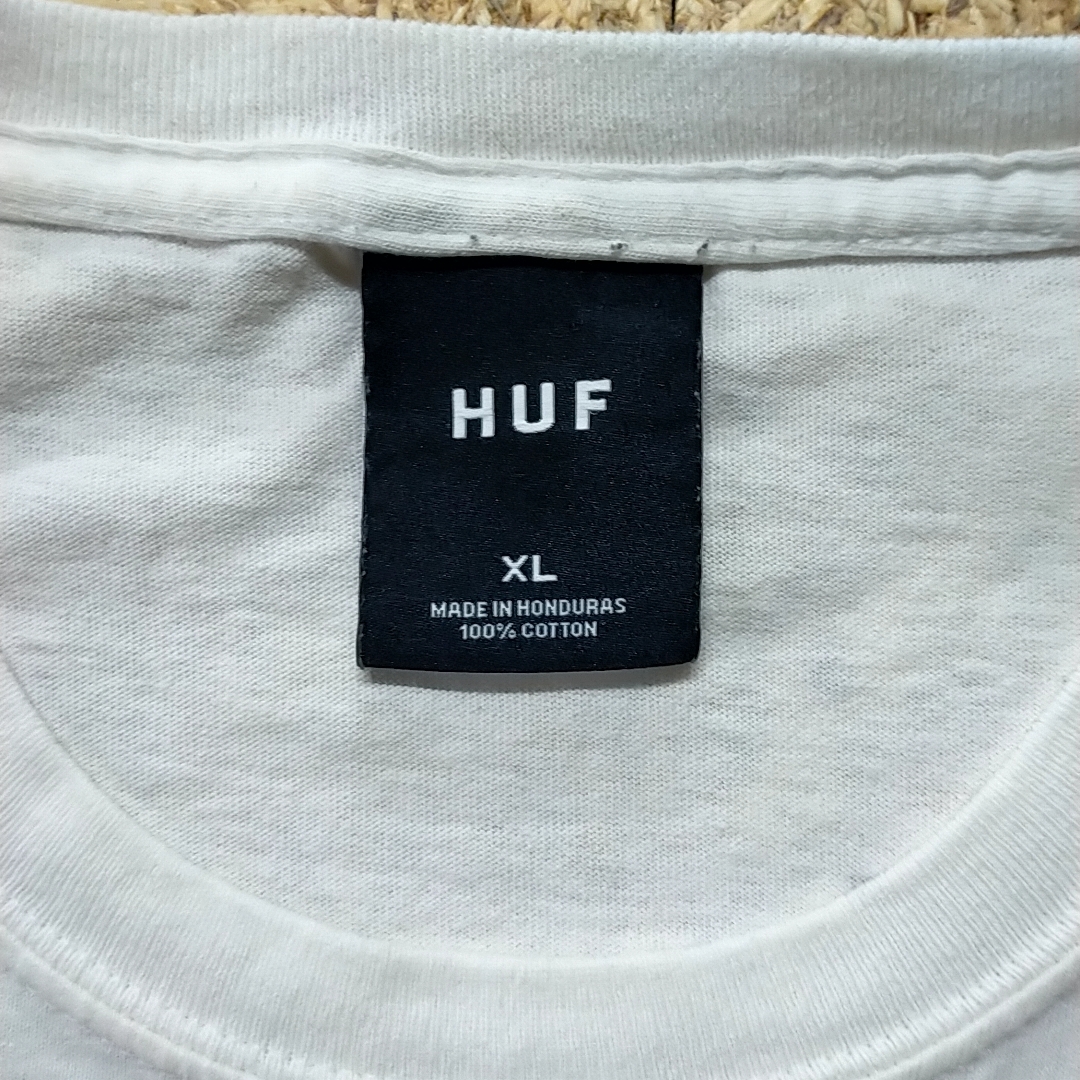 HUF
XL
MADE IN HONDURAS
100% COTTON